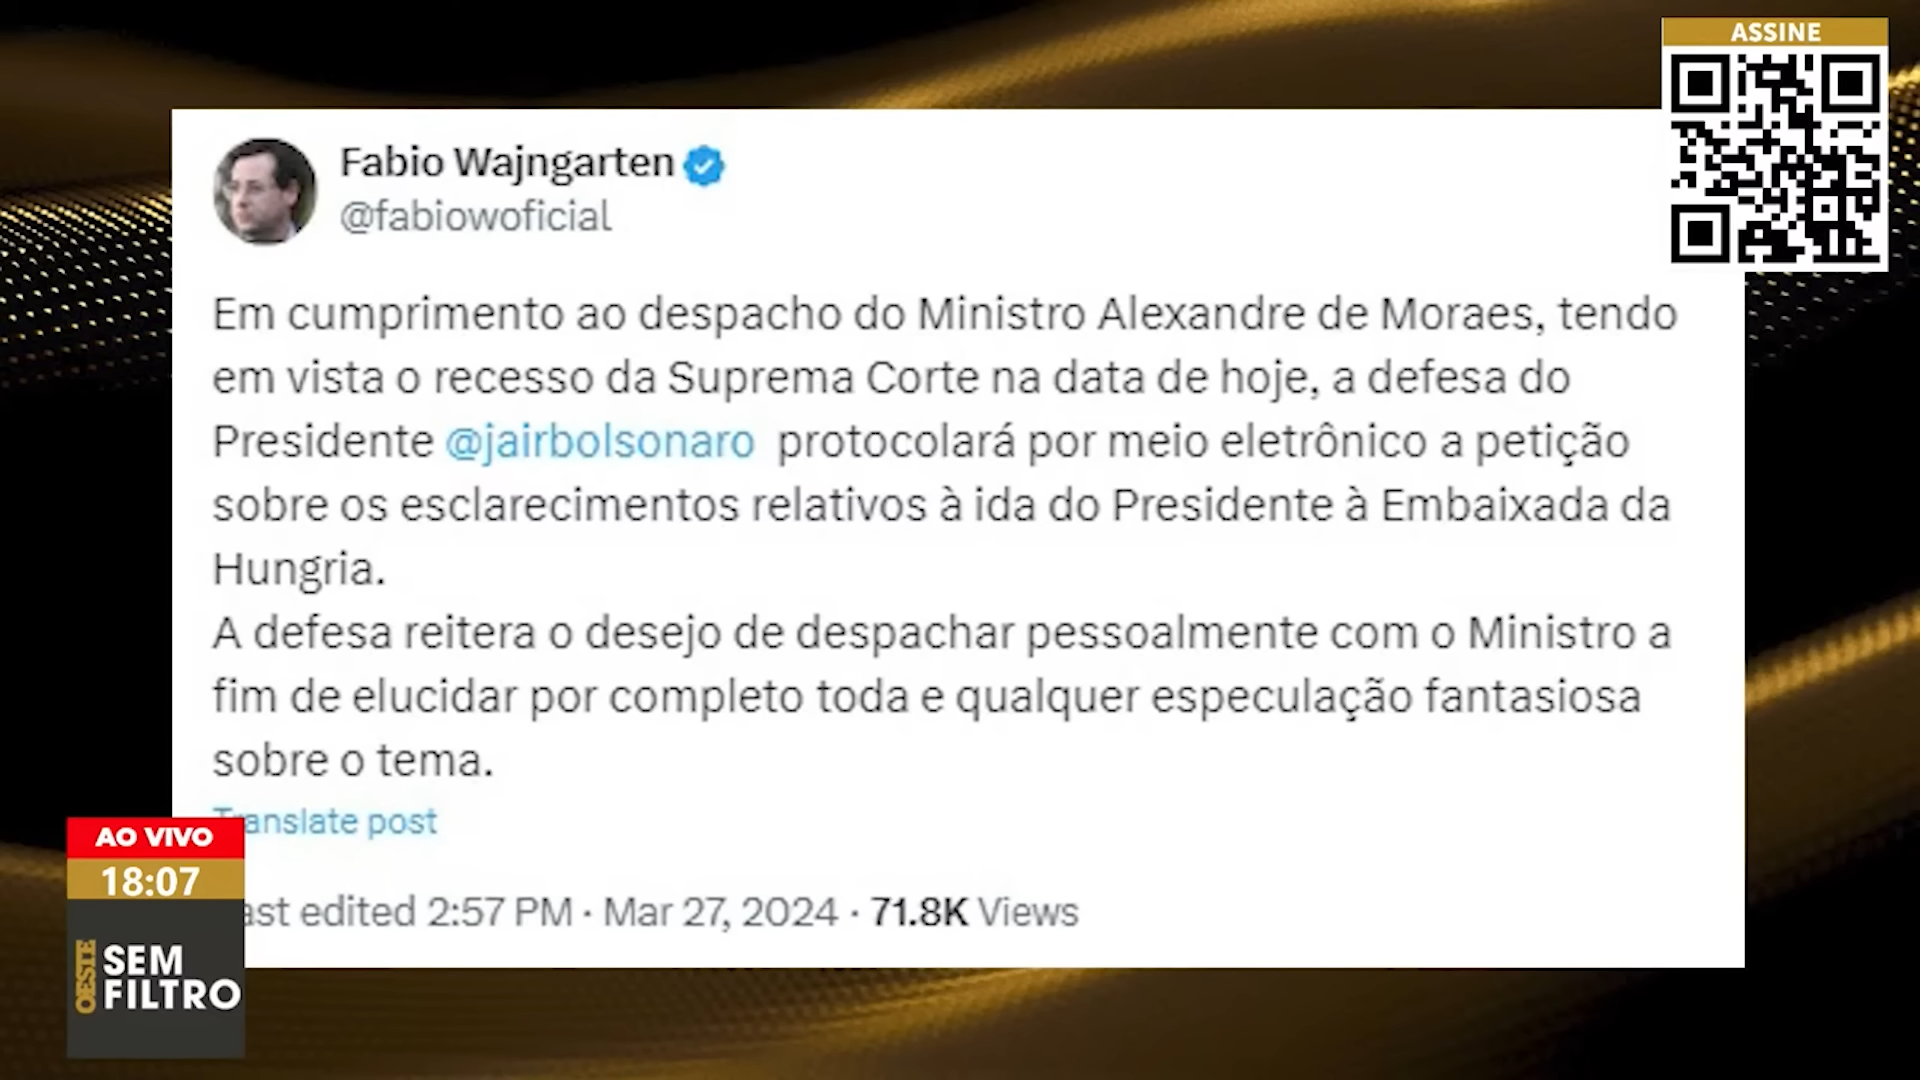 ASSINE
Fabio Wajngarten
@fabiowoficial
Em cumprimento ao despacho do Ministro Alexandre de Moraes, tendo
em vista o recesso da Suprema Corte na data de hoje, a defesa do
Presidente @jairbolsonaro protocolará por meio eletrônico a petição
sobre os esclarecimentos relativos à ida do Presidente à Embaixada da
Hungria.
A defesa reitera o desejo de despachar pessoalmente com o Ministro a
fim de elucidar por completo toda e qualquer especulação fantasiosa
sobre o tema.
Translate post
ast edited 2:57 PM · Mar 27, 2024 · 71.8K Views
AO VIVO
18:07
OESTE
SEM
FILTRO